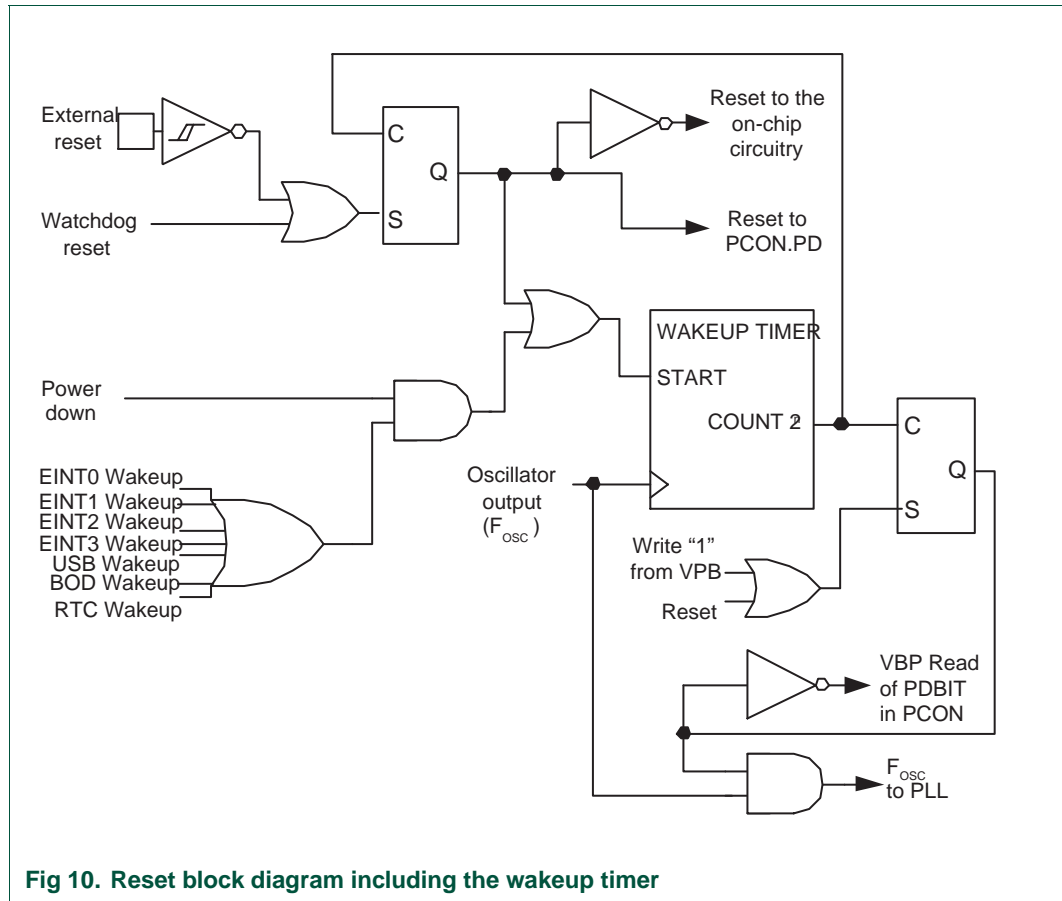 External
reset
Watchdog
reset
C
Q
S
Reset to the
on-chip
circuitry
Reset to
PCON.PD
WAKEUP TIMER
START
COUNT 2
Power
down
EINT0 Wakeup
EINT1 Wakeup
EINT2 Wakeup
EINT3 Wakeup
USB Wakeup
BOD Wakeup
RTC Wakeup
Oscillator
output
(FOSC)
C
Q
S
Write “1”
from VPB
Reset
VBP Read
of PDBIT
in PCON
FOSC
to PLL
Fig 10. Reset block diagram including the wakeup timer